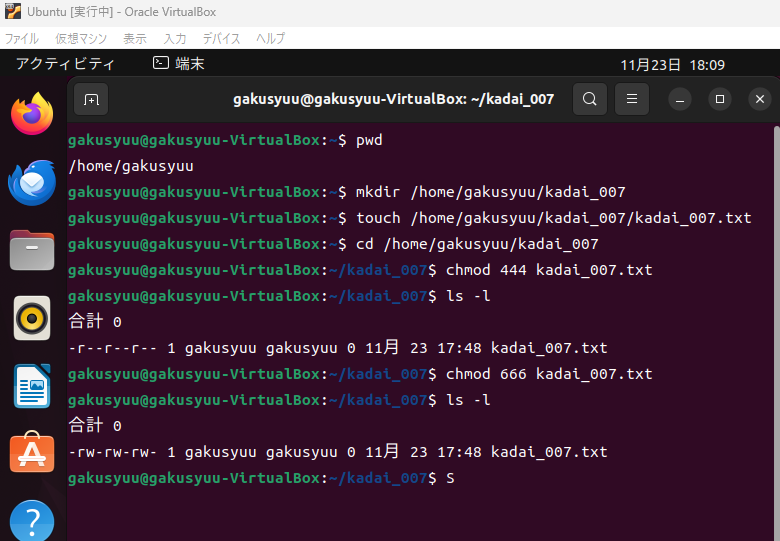 Ubuntu [実行中] - Oracle VirtualBox
ファイル 仮想マシン 表示 入力 デバイス ヘルプ
アクティビティ 端末 11月23日 18:09
gakusyuu@gakusyuu-VirtualBox: ~/kadai_007
gakusyuu@gakusyuu-VirtualBox:~$ pwd
/home/gakusyuu
gakusyuu@gakusyuu-VirtualBox:~$ mkdir /home/gakusyuu/kadai_007
gakusyuu@gakusyuu-VirtualBox:~$ touch /home/gakusyuu/kadai_007/kadai_007.txt
gakusyuu@gakusyuu-VirtualBox:~$ cd /home/gakusyuu/kadai_007
gakusyuu@gakusyuu-VirtualBox:~/kadai_007$ chmod 444 kadai_007.txt
gakusyuu@gakusyuu-VirtualBox:~/kadai_007$ ls -l
合計 0
-r--r--r-- 1 gakusyuu gakusyuu 0 11月 23 17:48 kadai_007.txt
gakusyuu@gakusyuu-VirtualBox:~/kadai_007$ chmod 666 kadai_007.txt
gakusyuu@gakusyuu-VirtualBox:~/kadai_007$ ls -l
合計 0
-rw-rw-rw- 1 gakusyuu gakusyuu 0 11月 23 17:48 kadai_007.txt
gakusyuu@gakusyuu-VirtualBox:~/kadai_007$ S